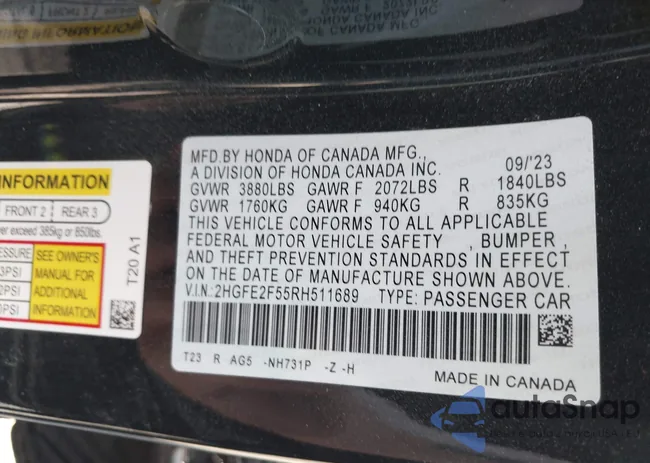 MFD.BY HONDA OF CANADA MFG.,
A DIVISION OF HONDA CANADA INC. 09/'23
GVWR 3880LBS GAWR F 2072LBS R 1840LBS
GVWR 1760KG GAWR F 940KG R 835KG
THIS VEHICLE CONFORMS TO ALL APPLICABLE
FEDERAL MOTOR VEHICLE SAFETY , BUMPER ,
AND THEFT PREVENTION STANDARDS IN EFFECT
ON THE DATE OF MANUFACTURE SHOWN ABOVE.
V.I.N: 2HGFE2F55RH511689 TYPE: PASSENGER CAR
T23 R AG5 -NH731P -Z -H
MADE IN CANADA
INFORMATION
FRONT 2 REAR 3
exceed 385kg or 850lbs.
SEE OWNER'S
MANUAL FOR
ADDITIONAL
INFORMATION
T20 A1
autoSnap